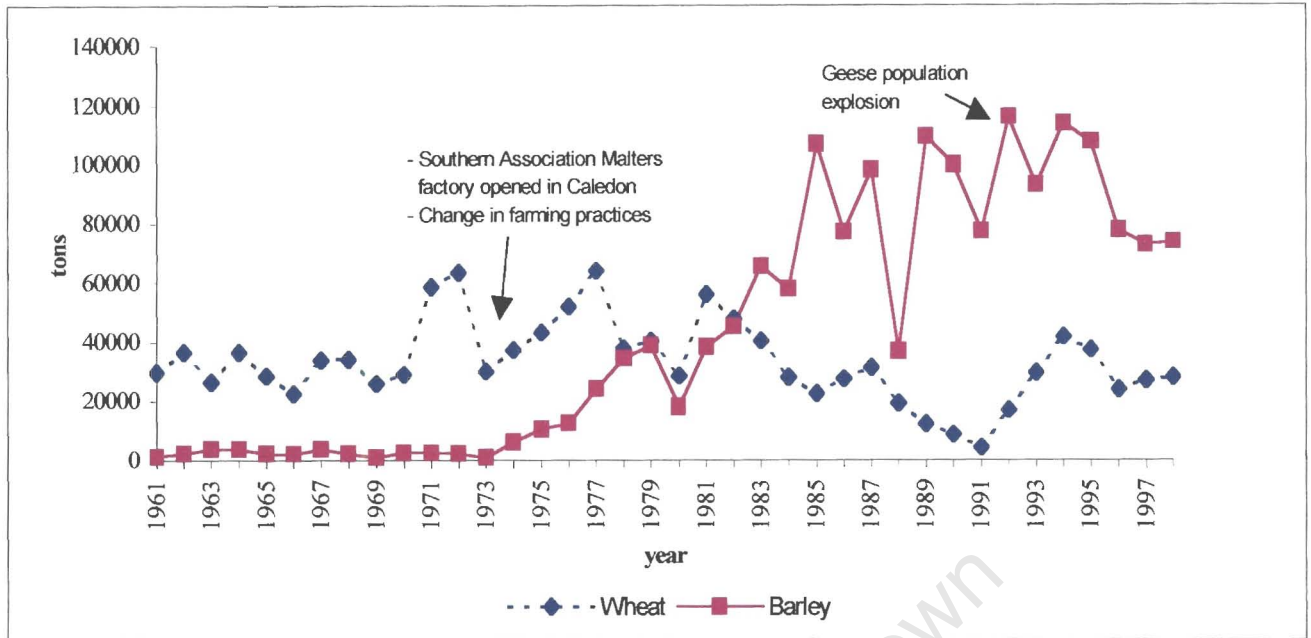 140000
120000
100000
80000
60000
40000
20000
0
tons
- Southern Association Malters
factory opened in Caledon
- Change in farming practices
Geese population
explosion
1961
1963
1965
1967
1969
1971
1973
1975
1977
1979
1981
1983
1985
1987
1989
1991
1993
1995
1997
year
Wheat
Barley
own